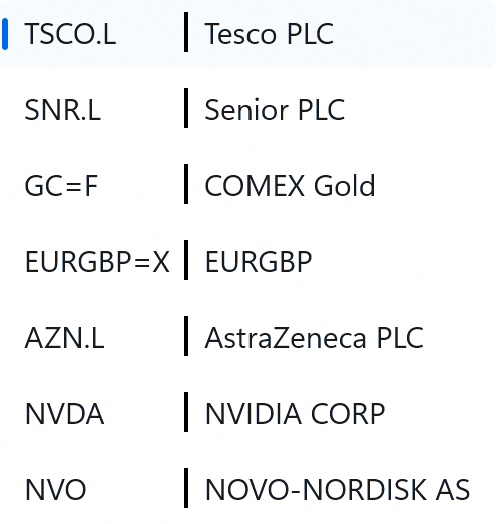 TSCO.L | Tesco PLC
SNR.L | Senior PLC
GC=F | COMEX Gold
EURGBP=X | EURGBP
AZN.L | AstraZeneca PLC
NVDA | NVIDIA CORP
NVO | NOVO-NORDISK AS